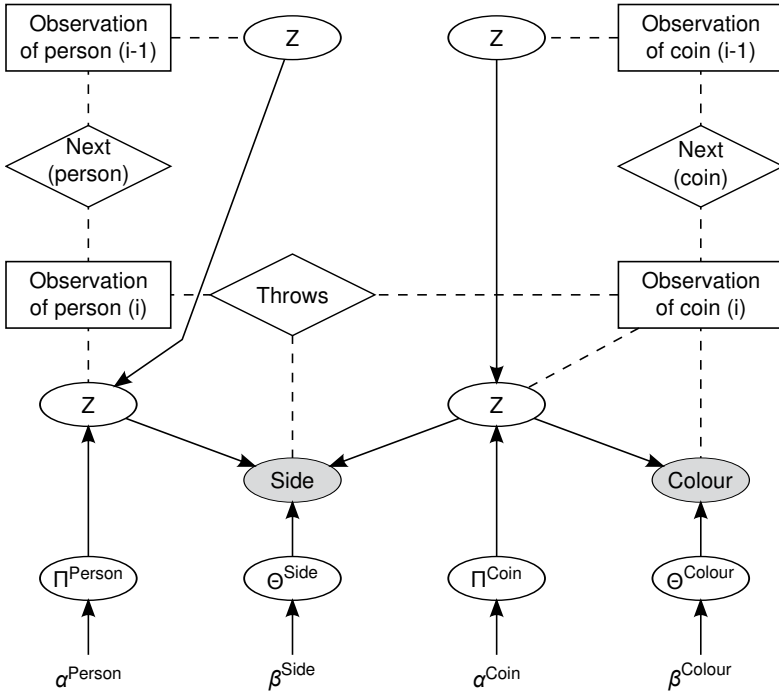 Observation
of person (i-1)
Z
Z
Observation
of coin (i-1)
Next
(person)
Next
(coin)
Observation
of person (i)
Throws
Observation
of coin (i)
Z
Z
Side
Colour
Π^Person
Θ^Side
Π^Coin
Θ^Colour
α^Person
β^Side
α^Coin
β^Colour